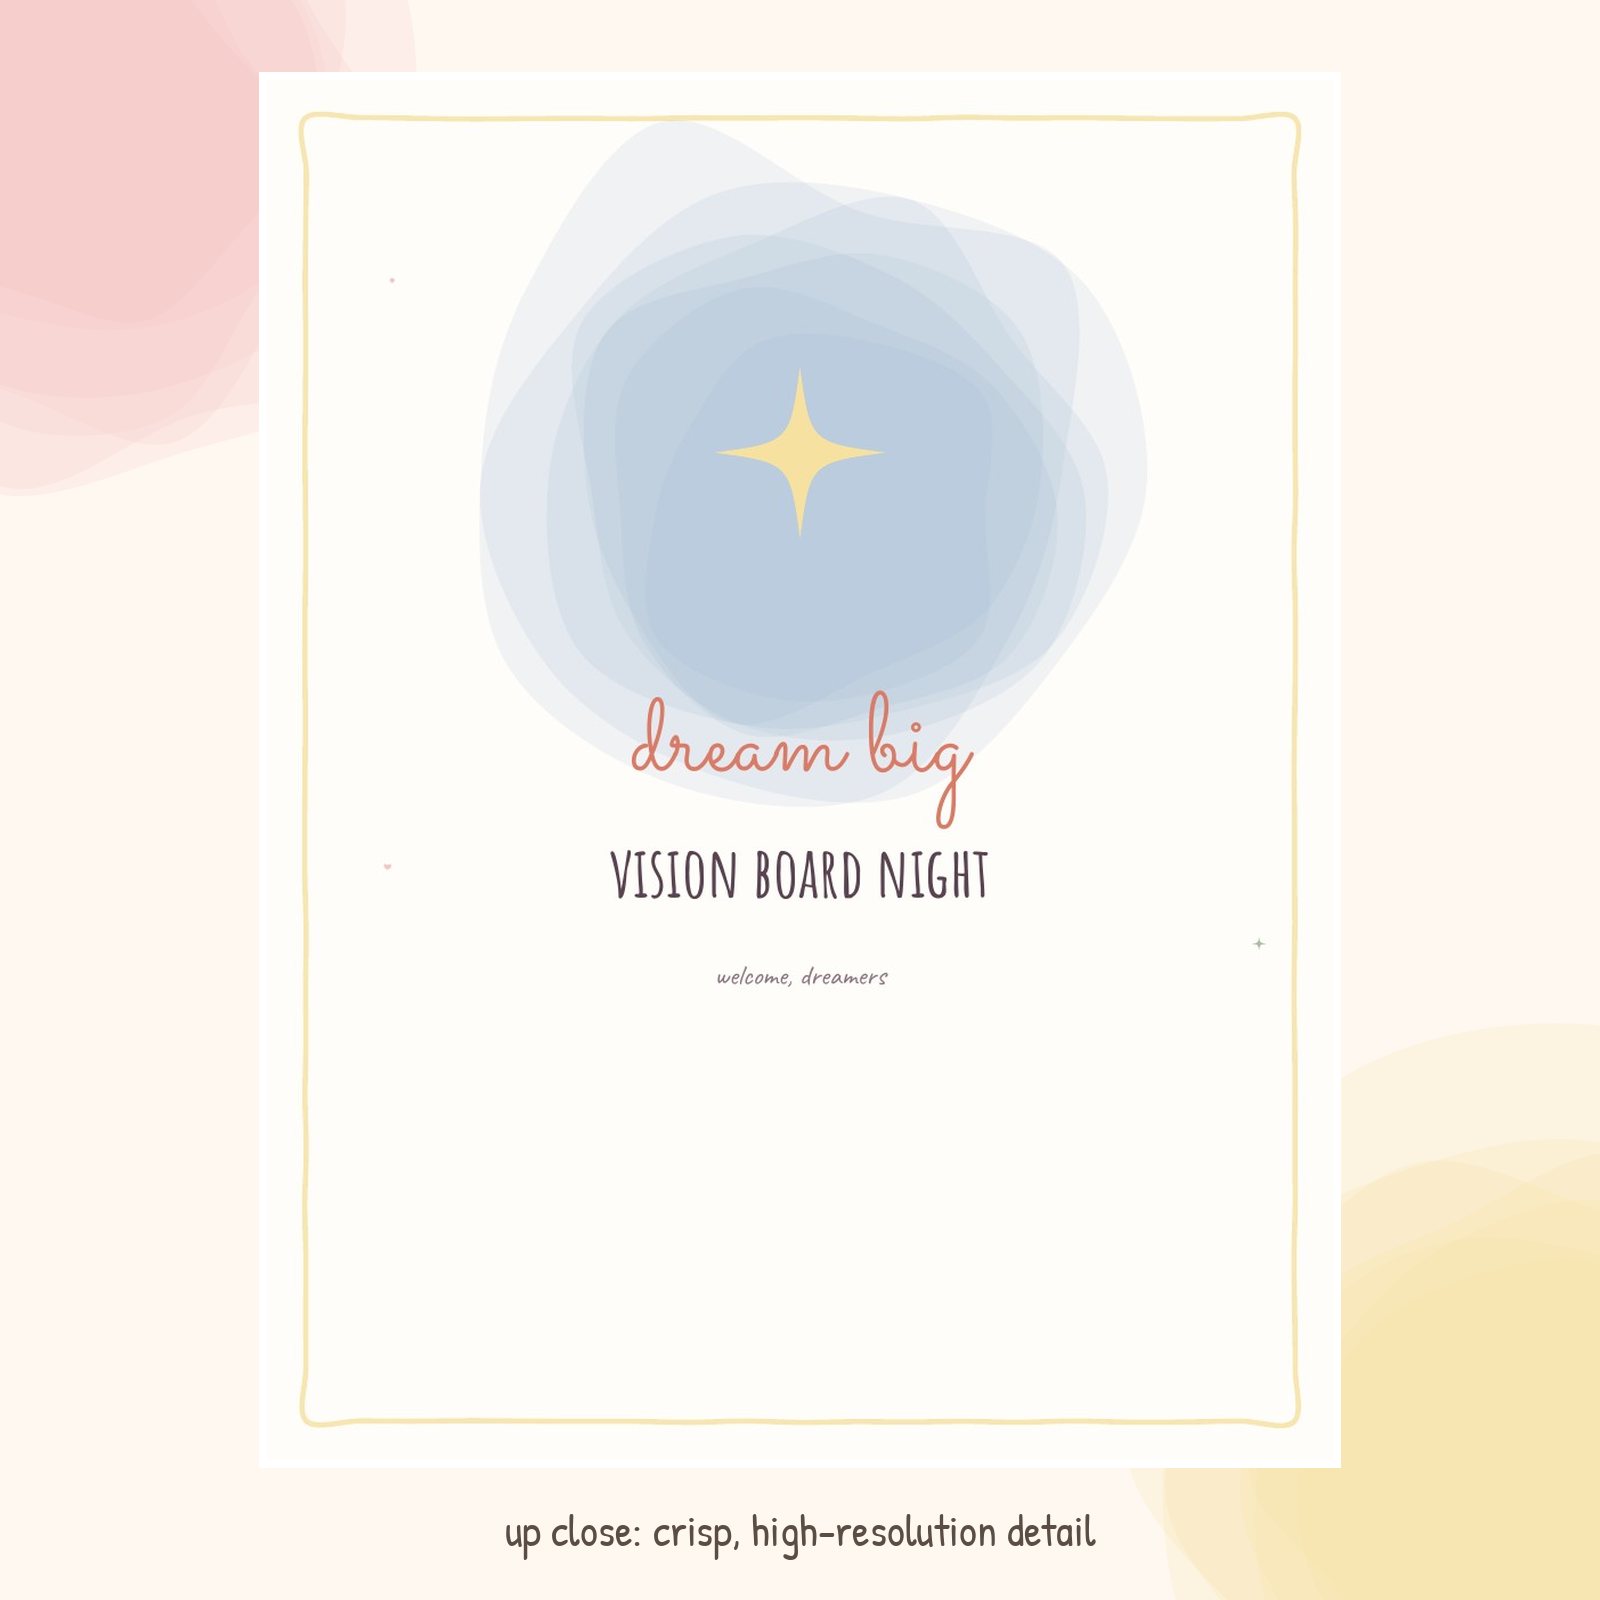 dream big
VISION BOARD NIGHT
welcome, dreamers
up close: crisp, high-resolution detail